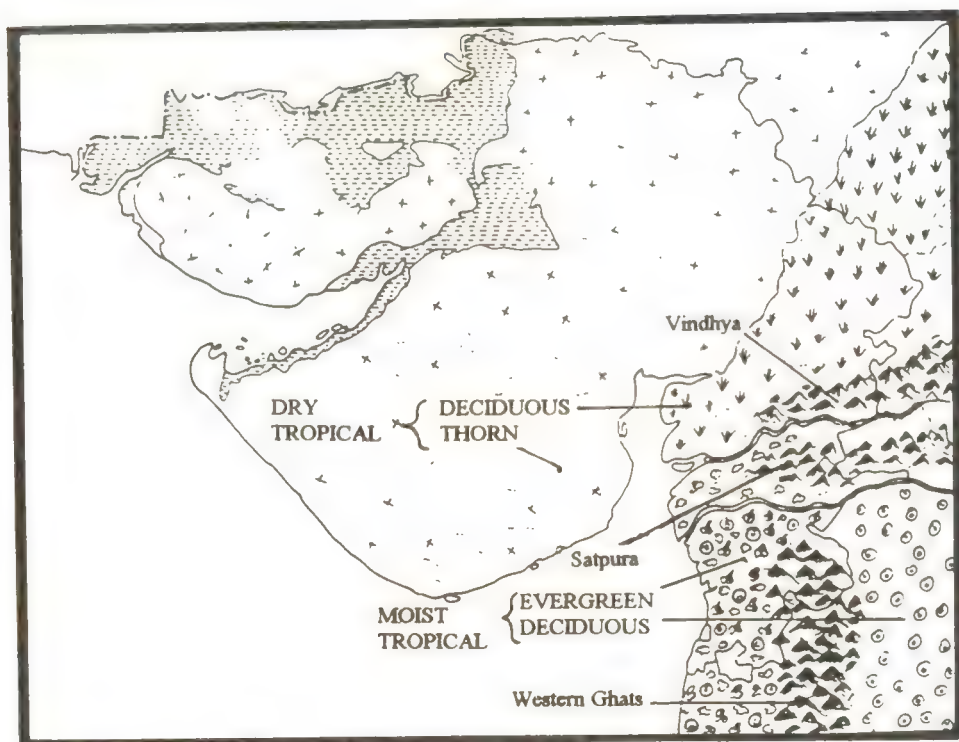 Vindhya
DRY
TROPICAL
DECIDUOUS
THORN
Satpura
MOIST
TROPICAL
EVERGREEN
DECIDUOUS
Western Ghats